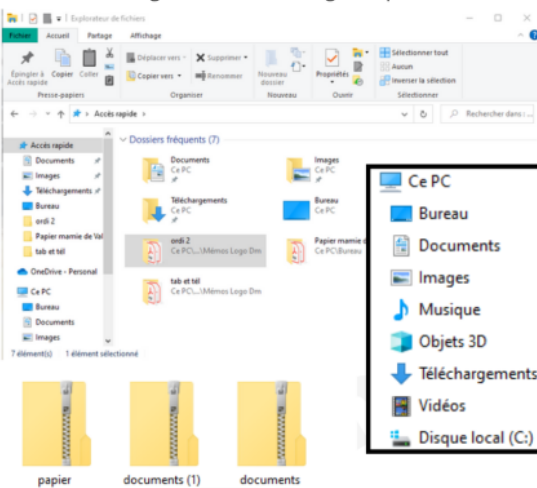 Explorateur de fichiers
Fichier Accueil Partage Affichage
Épingler à Accès rapide
Copier
Coller
Déplacer vers
Copier vers
Supprimer
Renommer
Nouveau dossier
Propriétés
Sélectionner tout
Aucun
Inverser la sélection
Presse-papiers Organiser Nouveau Ouvrir Sélectionner
Accès rapide
Rechercher dans : ...
Accès rapide
Documents
Images
Téléchargements
Bureau
ordi 2
Papier mamie de Val
tab et tél
OneDrive - Personal
Ce PC
Bureau
Documents
Images
Dossiers fréquents (7)
Documents
Ce PC
Images
Ce PC
Téléchargements
Ce PC
Bureau
Ce PC
ordi 2
Ce PC\...\Mémos Logo Dm
Papier mamie d
Ce PC\Bureau
tab et tél
Ce PC\...\Mémos Logo Dm
7 élément(s) 1 élément sélectionné
Ce PC
Bureau
Documents
Images
Musique
Objets 3D
Téléchargements
Vidéos
Disque local (C:)
papier
documents (1)
documents